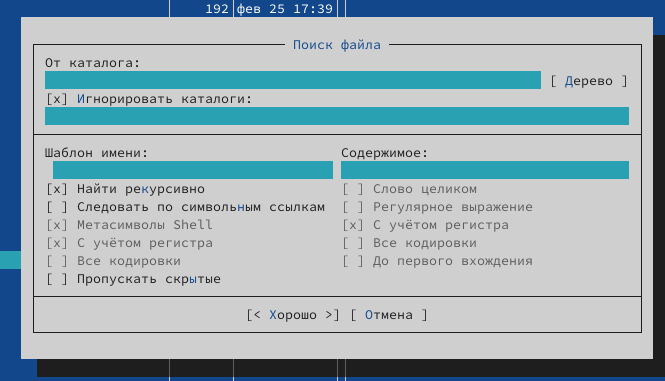 192 фев 25 17:39
Поиск файла
От каталога:
[ Дерево ]
[x] Игнорировать каталоги:
Шаблон имени: Содержимое:
[x] Найти рекурсивно [ ] Слово целиком
[ ] Следовать по символьным ссылкам [ ] Регулярное выражение
[x] Метасимволы Shell [x] С учётом регистра
[x] С учётом регистра [ ] Все кодировки
[ ] Все кодировки [ ] До первого вхождения
[ ] Пропускать скрытые
[< Хорошо >] [ Отмена ]